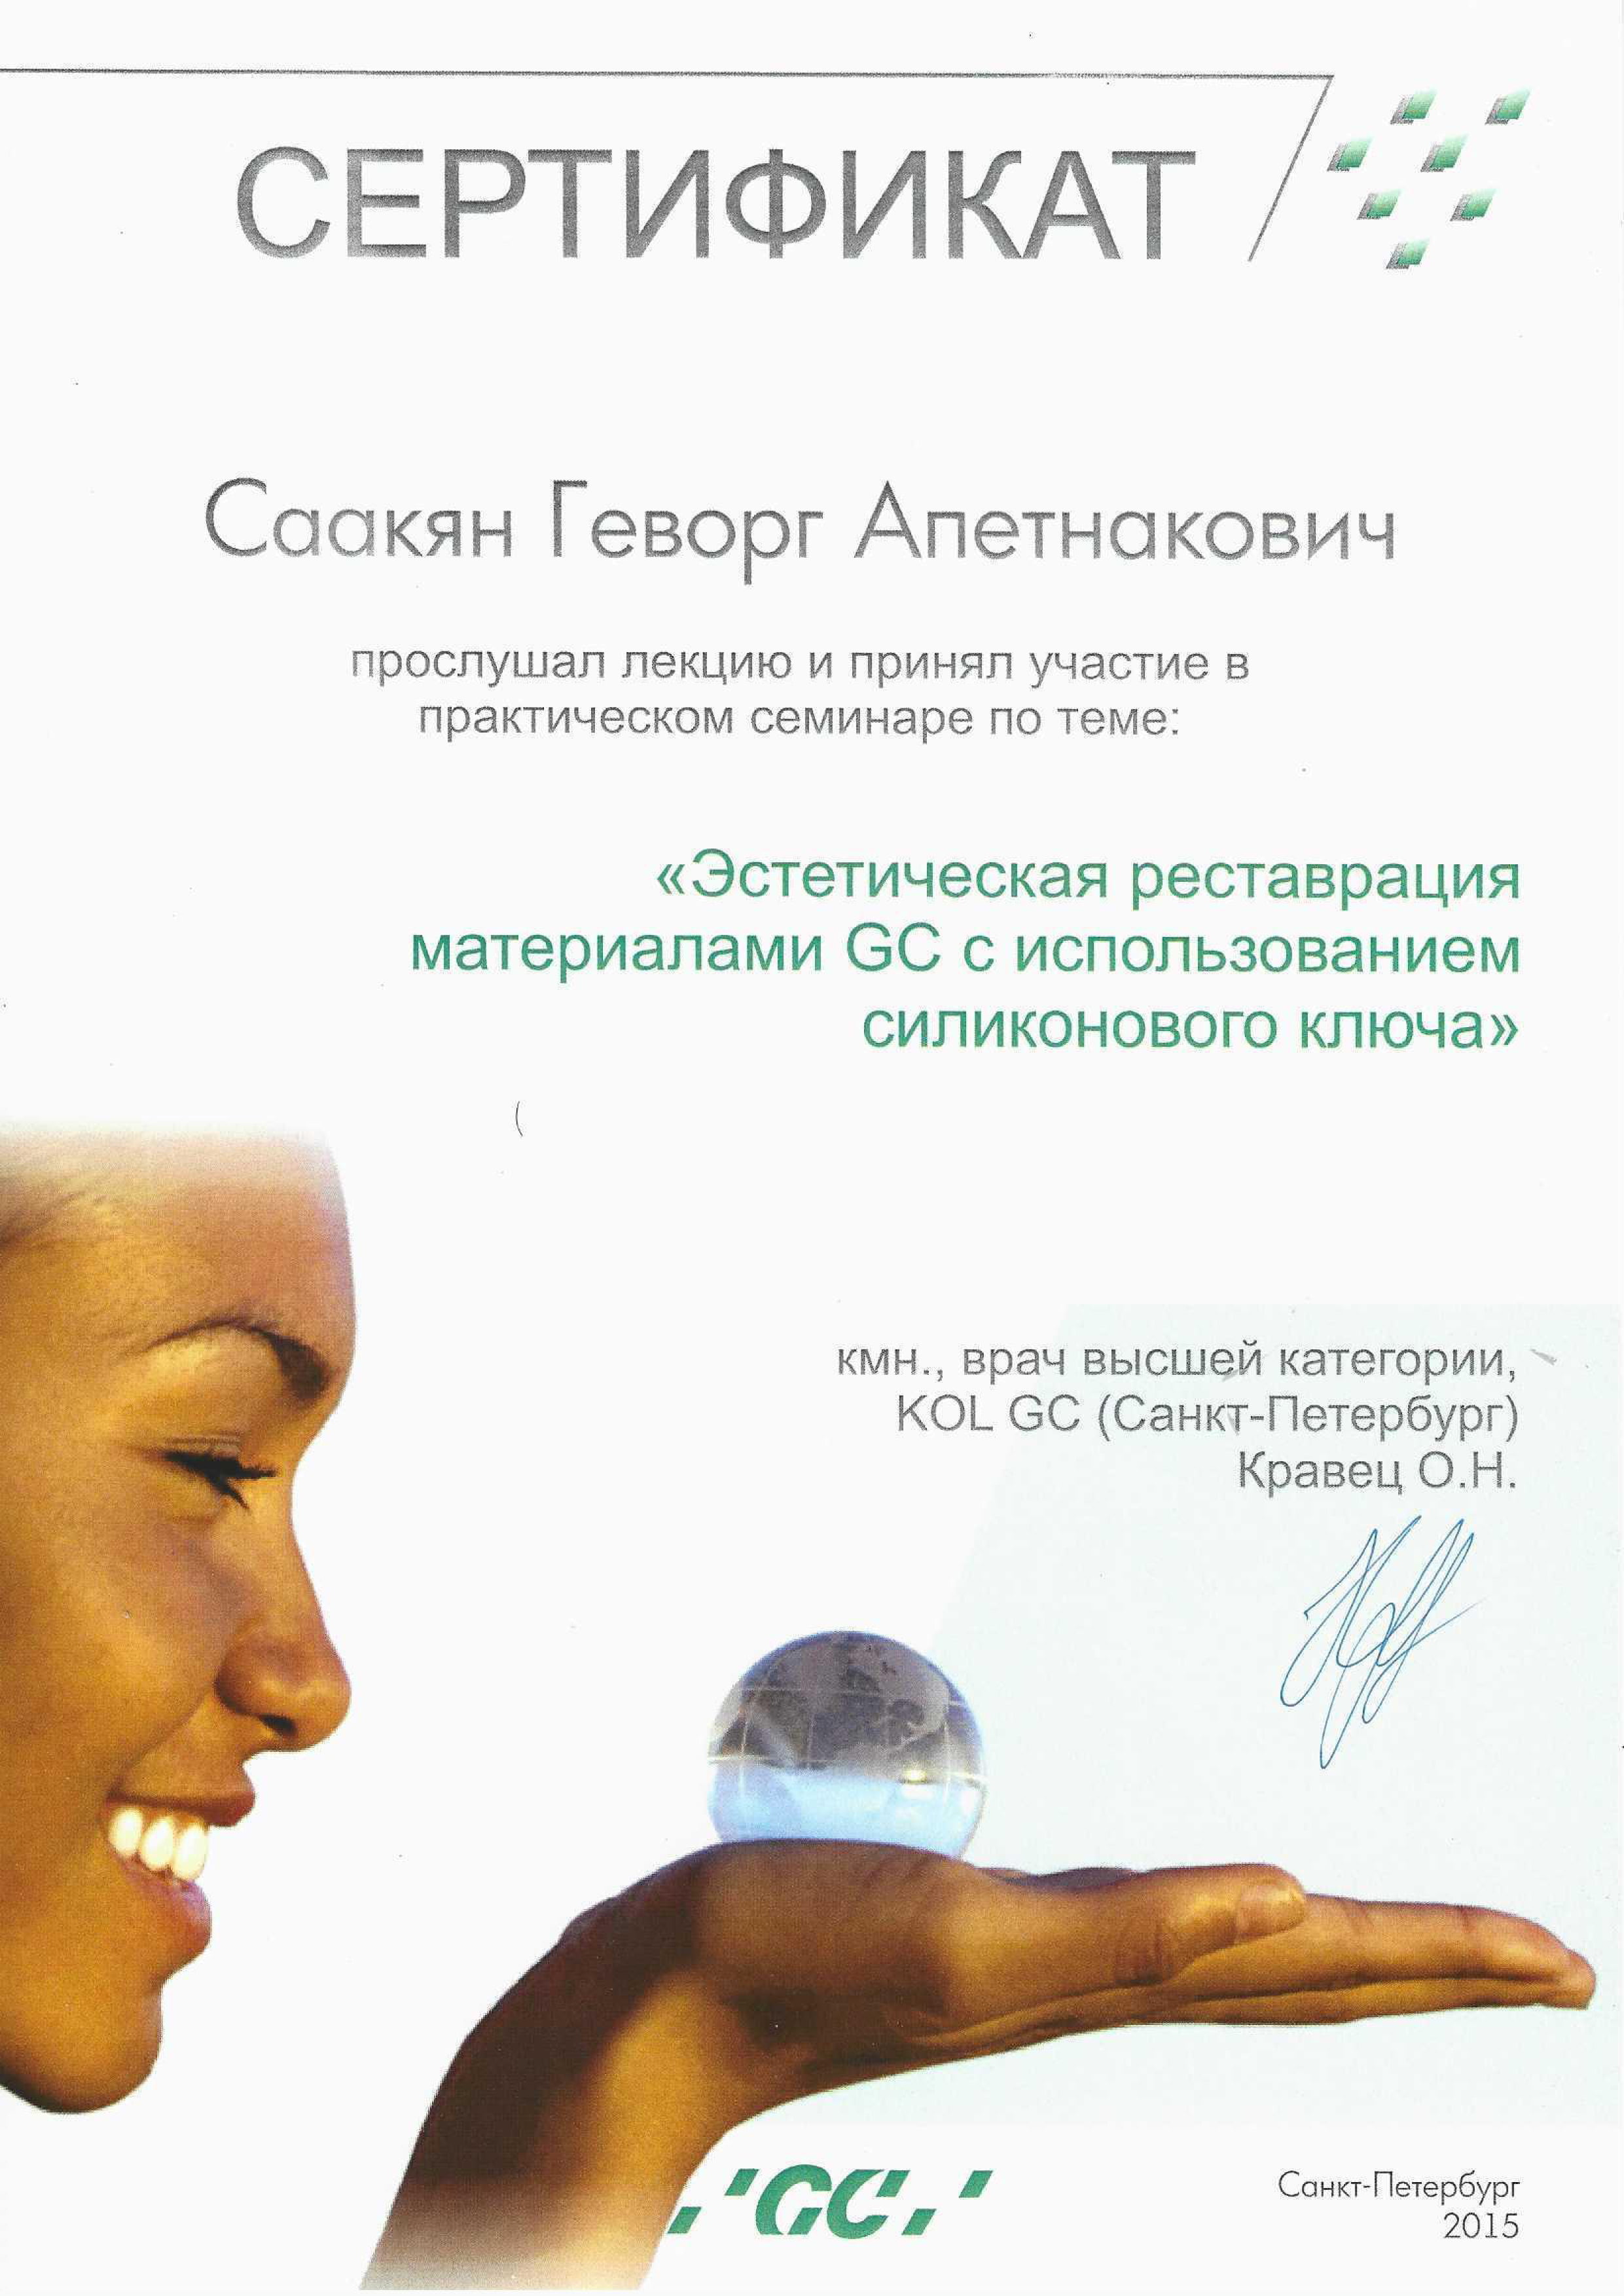 СЕРТИФИКАТ
Саакян Геворг Апетнакович
прослушал лекцию и принял участие в
практическом семинаре по теме:
«Эстетическая реставрация
материалами GC с использованием
силиконового ключа»
кмн., врач высшей категории,
KOL GC (Санкт-Петербург)
Кравец О.Н.
GC
Санкт-Петербург
2015